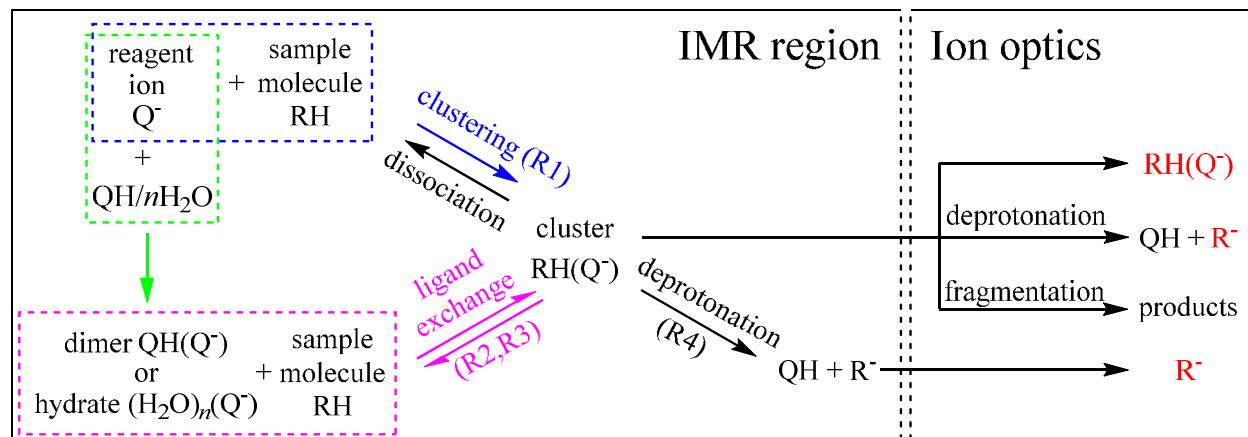 IMR region
Ion optics
reagent
ion
Q⁻
+
sample
molecule
RH
+
QH/nH₂O
clustering (R1)
dissociation
cluster
RH(Q⁻)
ligand
exchange
(R2,R3)
dimer QH(Q⁻)
or
hydrate (H₂O)ₙ(Q⁻)
+
sample
molecule
RH
deprotonation
(R4)
QH + R⁻
RH(Q⁻)
deprotonation
QH + R⁻
fragmentation
products
R⁻